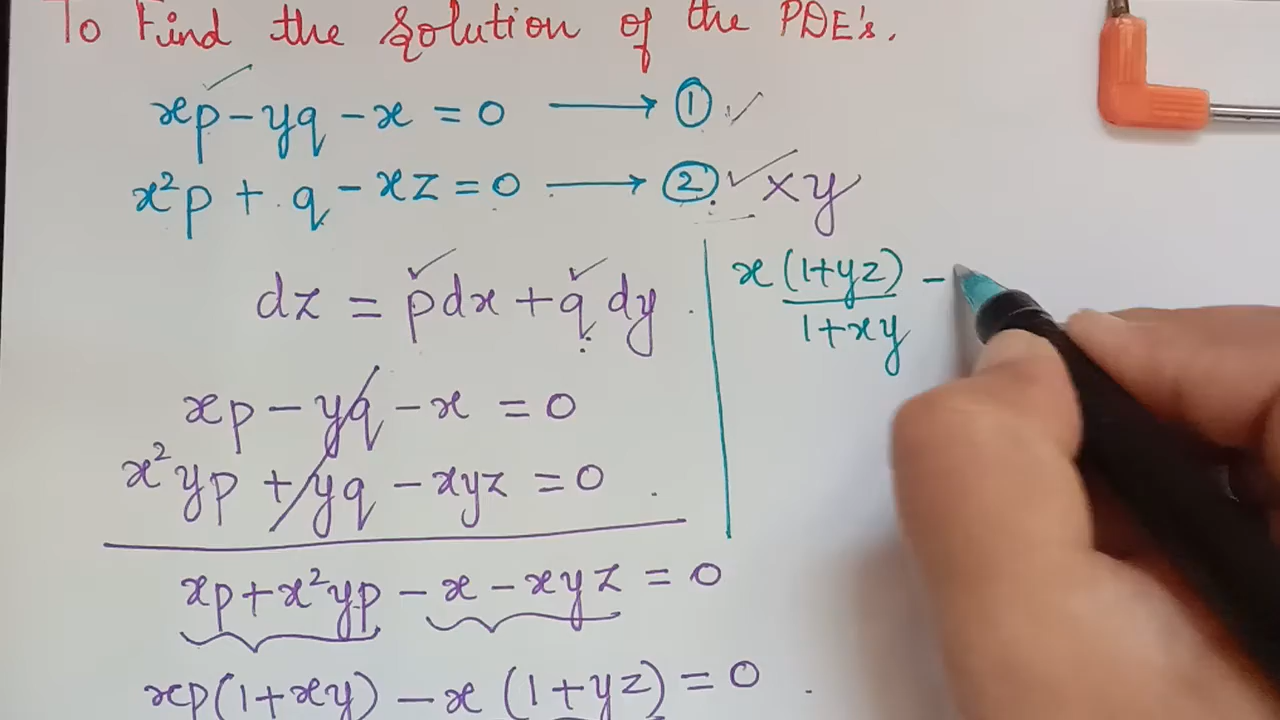 To Find the Solution of the PDE's.
xp - yq - x = 0 ⟶ ① ✓
x²p + q - xz = 0 ⟶ ② ✓ × y
dz = pdx + q dy .
xp - yq - x = 0
x²yp + yq - xyz = 0 .
xp + x²yp - x - xyz = 0
xp(1+xy) - x (1+yz) = 0 .
x (1+yz) -
1+xy